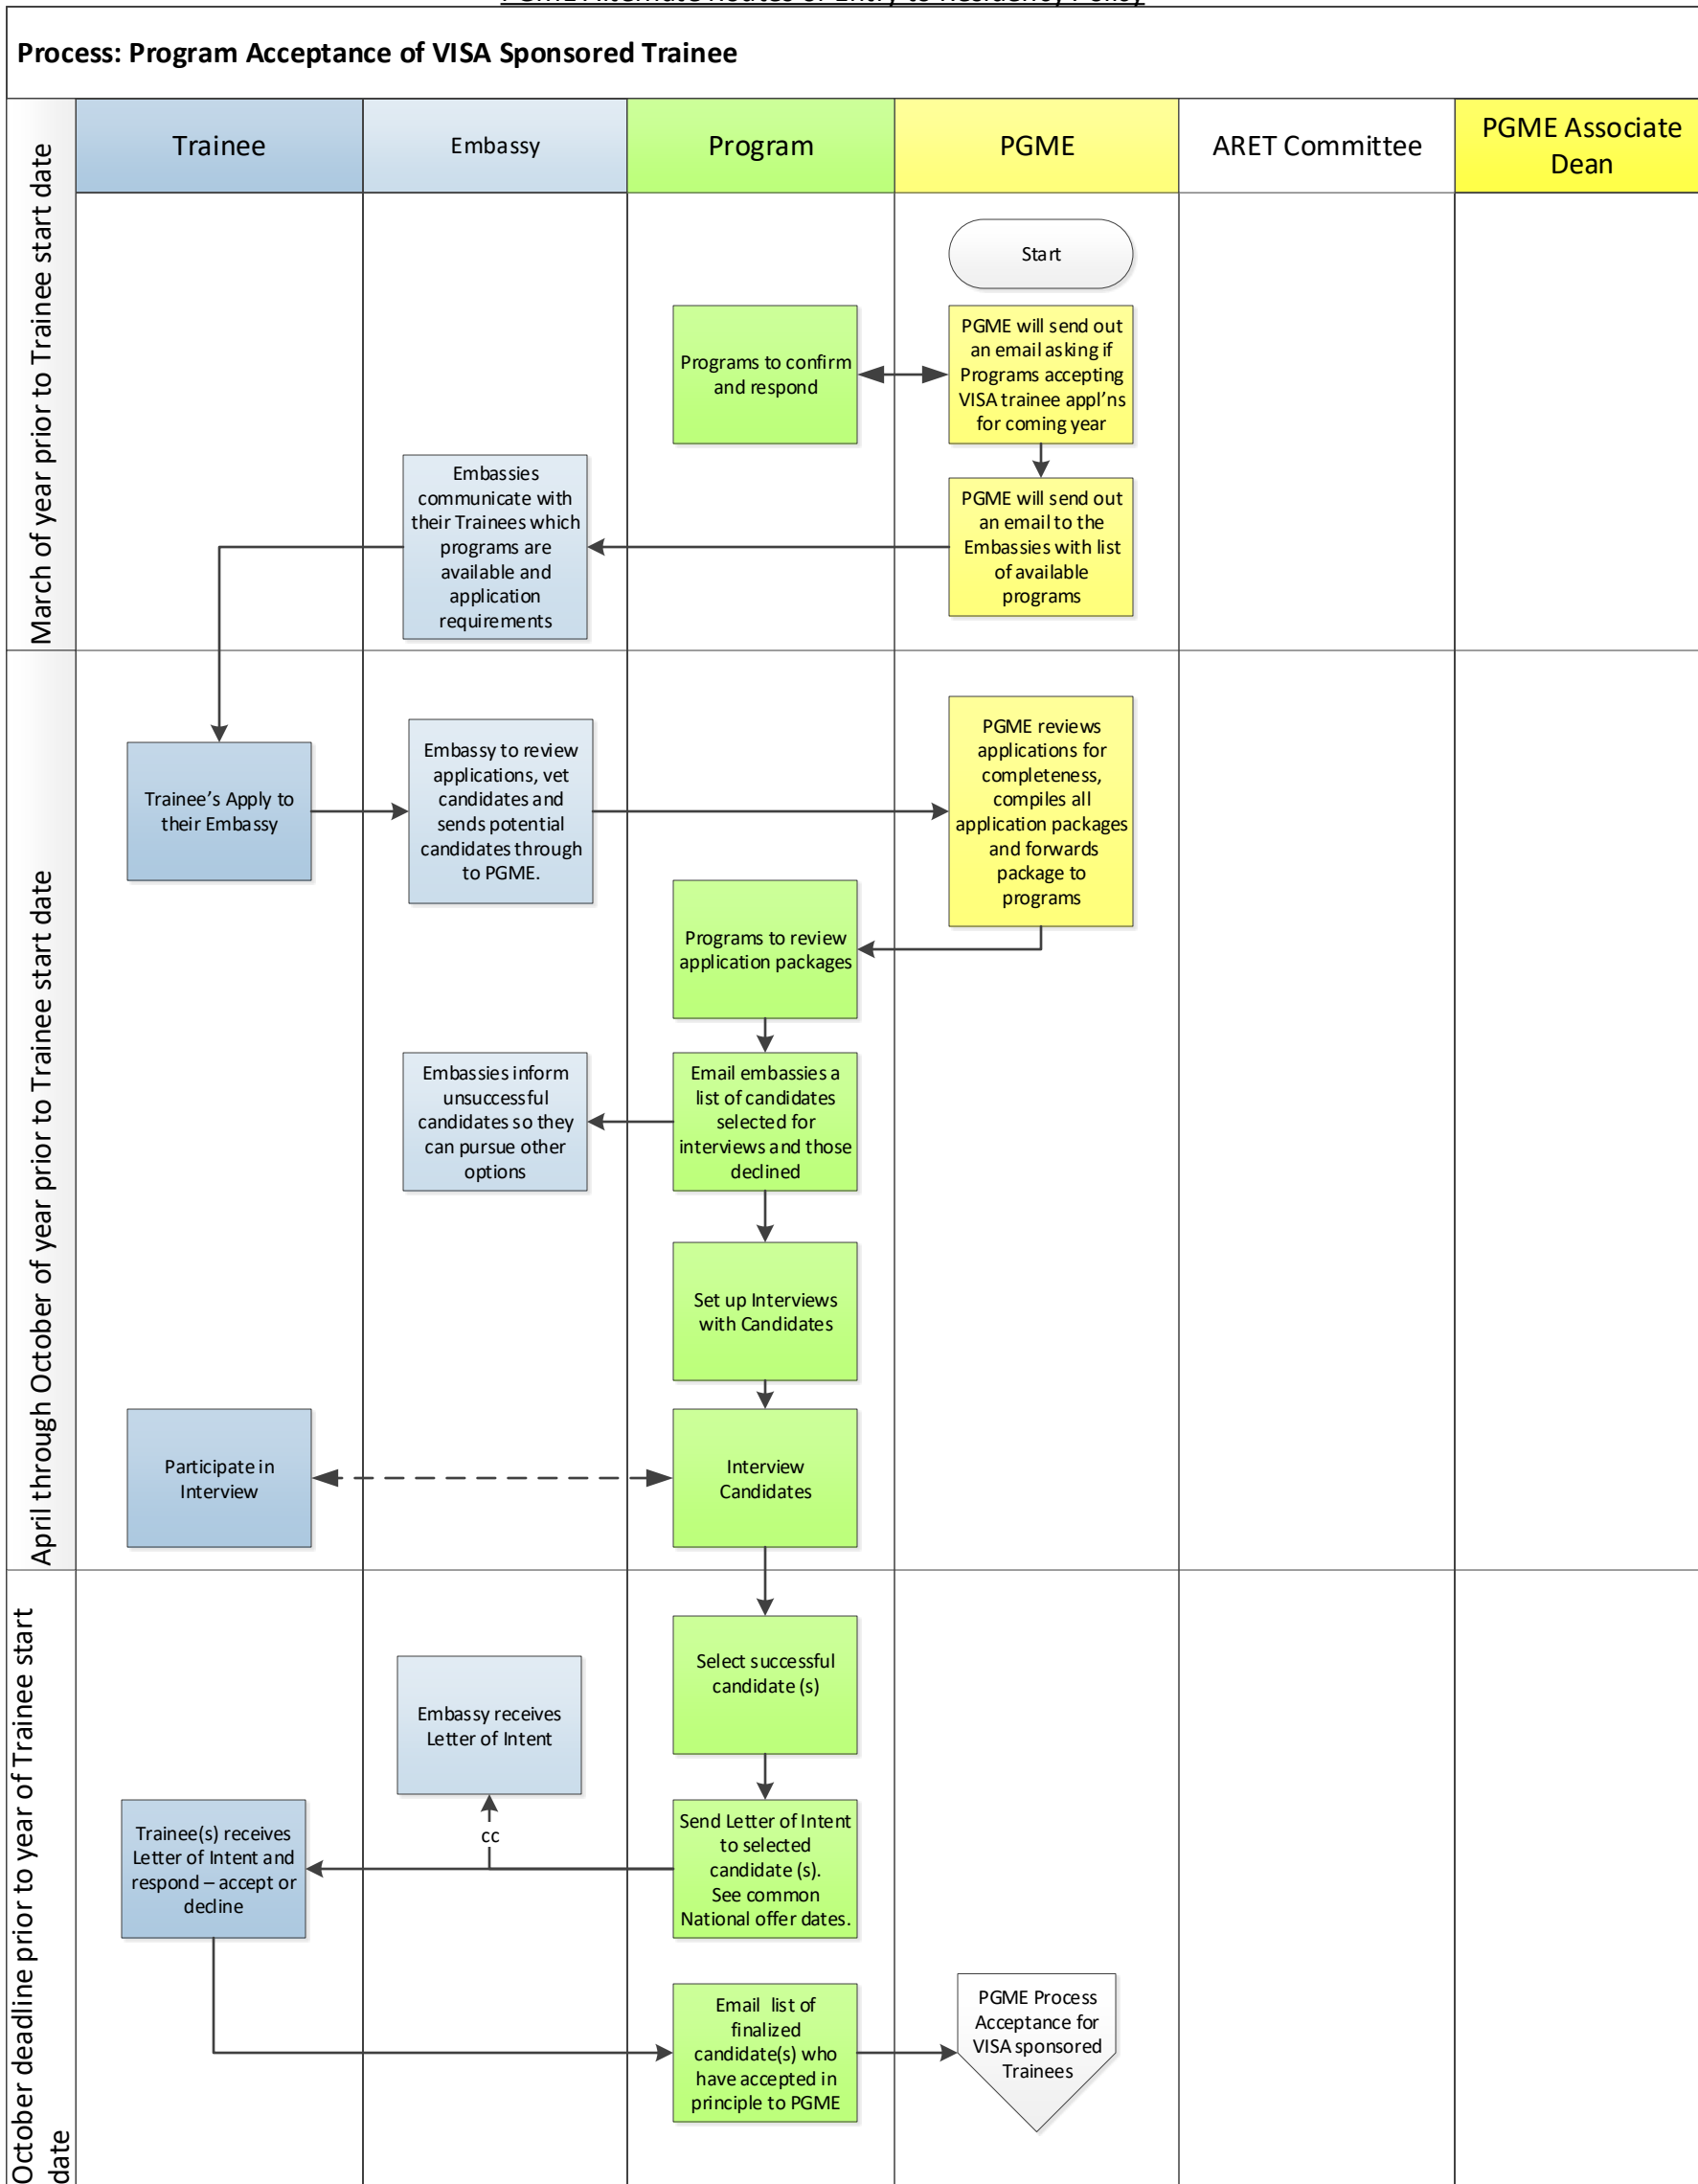 PGME Alternate Routes of Entry to Residency Policy
Process: Program Acceptance of VISA Sponsored Trainee
Trainee
Embassy
Program
PGME
ARET Committee
PGME Associate
Dean
March of year prior to Trainee start date
Start
Programs to confirm
and respond
PGME will send out
an email asking if
Programs accepting
VISA trainee appl’ns
for coming year
Embassies
communicate with
their Trainees which
programs are
available and
application
requirements
PGME will send out
an email to the
Embassies with list
of available
programs
April through October of year prior to Trainee start date
Trainee’s Apply to
their Embassy
Embassy to review
applications, vet
candidates and
sends potential
candidates through
to PGME.
PGME reviews
applications for
completeness,
compiles all
application packages
and forwards
package to
programs
Programs to review
application packages
Embassies inform
unsuccessful
candidates so they
can pursue other
options
Email embassies a
list of candidates
selected for
interviews and those
declined
Set up Interviews
with Candidates
Participate in
Interview
Interview
Candidates
October deadline prior to year of Trainee start
date
Select successful
candidate (s)
Embassy receives
Letter of Intent
cc
Trainee(s) receives
Letter of Intent and
respond – accept or
decline
Send Letter of Intent
to selected
candidate (s).
See common
National offer dates.
Email list of
finalized
candidate(s) who
have accepted in
principle to PGME
PGME Process
Acceptance for
VISA sponsored
Trainees